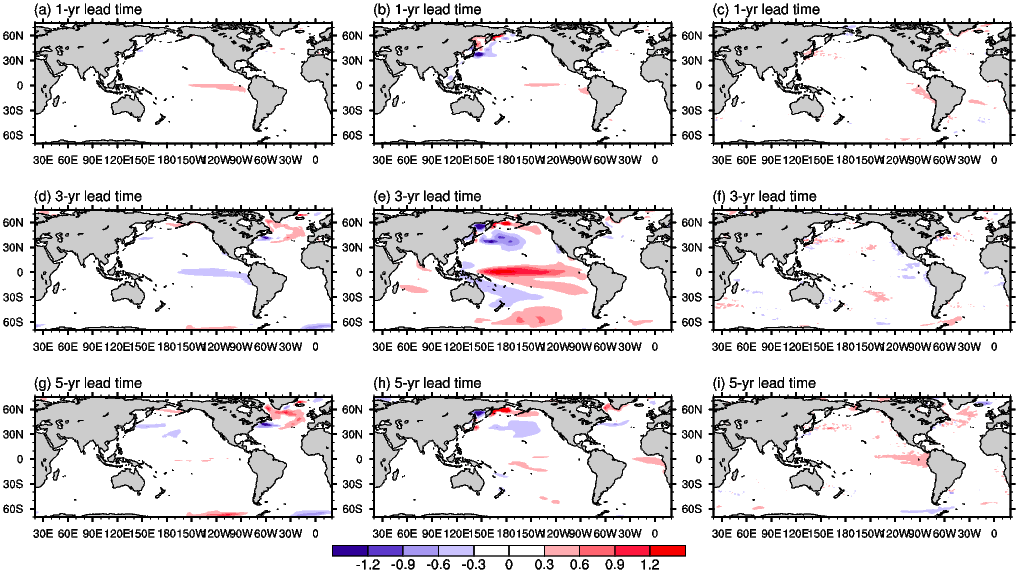 (a) 1-yr lead time (b) 1-yr lead time (c) 1-yr lead time
60N 60N 60N
30N 30N 30N
0 0 0
30S 30S 30S
60S 60S 60S
30E 60E 90E 120E 150E 180 150W 120W 90W 60W 30W 0 30E 60E 90E 120E 150E 180 150W 120W 90W 60W 30W 0 30E 60E 90E 120E 150E 180 150W 120W 90W 60W 30W 0
(d) 3-yr lead time (e) 3-yr lead time (f) 3-yr lead time
60N 60N 60N
30N 30N 30N
0 0 0
30S 30S 30S
60S 60S 60S
30E 60E 90E 120E 150E 180 150W 120W 90W 60W 30W 0 30E 60E 90E 120E 150E 180 150W 120W 90W 60W 30W 0 30E 60E 90E 120E 150E 180 150W 120W 90W 60W 30W 0
(g) 5-yr lead time (h) 5-yr lead time (i) 5-yr lead time
60N 60N 60N
30N 30N 30N
0 0 0
30S 30S 30S
60S 60S 60S
30E 60E 90E 120E 150E 180 150W 120W 90W 60W 30W 0 30E 60E 90E 120E 150E 180 150W 120W 90W 60W 30W 0 30E 60E 90E 120E 150E 180 150W 120W 90W 60W 30W 0
-1.2 -0.9 -0.6 -0.3 0 0.3 0.6 0.9 1.2